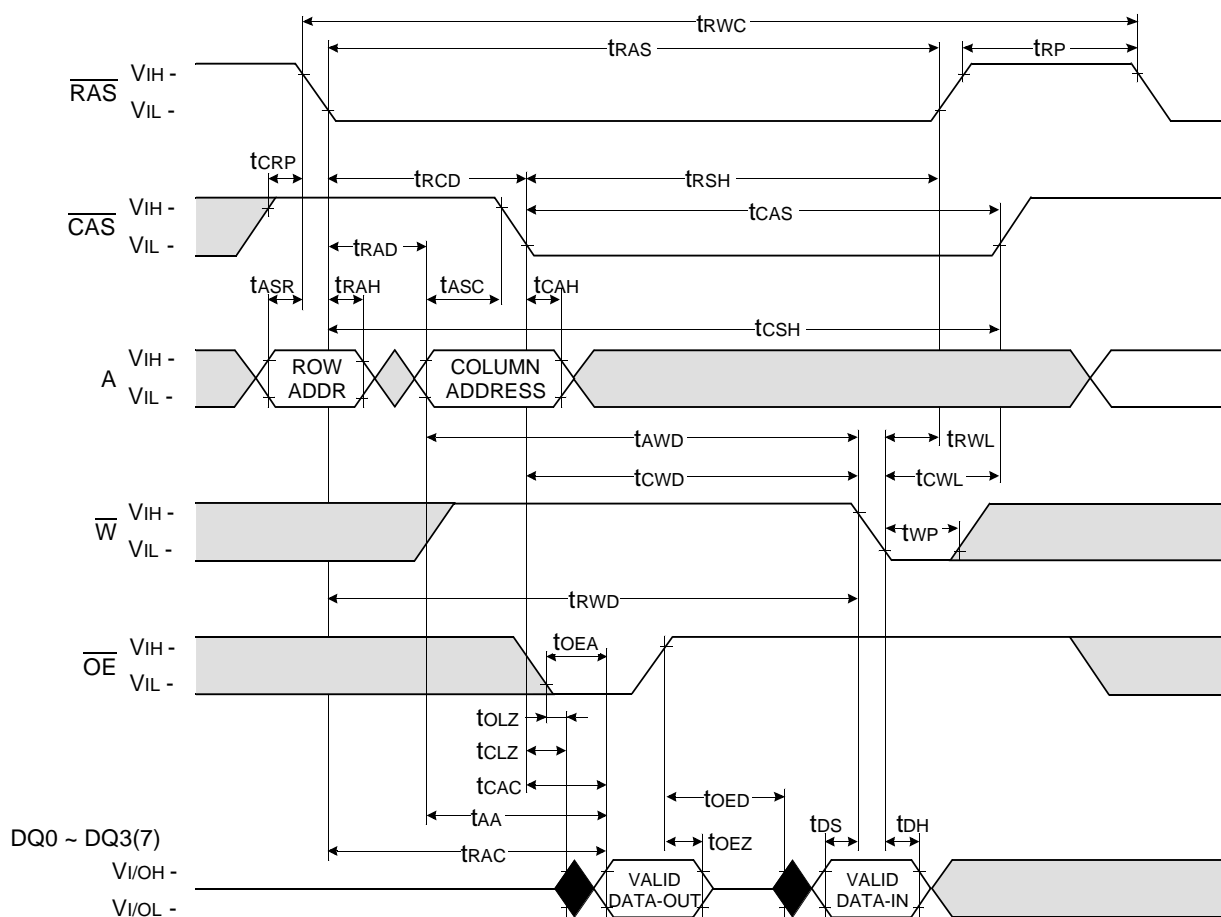 tRWC
tRAS
tRP
RAS
VIH -
VIL -
tCRP
tRCD
tRSH
CAS
VIH -
VIL -
tCAS
tRAD
tASR
tRAH
tASC
tCAH
tCSH
A
VIH -
VIL -
ROW
ADDR
COLUMN
ADDRESS
tAWD
tRWL
tCWD
tCWL
W
VIH -
VIL -
tWP
tRWD
OE
VIH -
VIL -
tOEA
tOLZ
tCLZ
tCAC
tOED
tAA
tDS
tDH
DQ0 ~ DQ3(7)
tRAC
tOEZ
VI/OH -
VI/OL -
VALID
DATA-OUT
VALID
DATA-IN